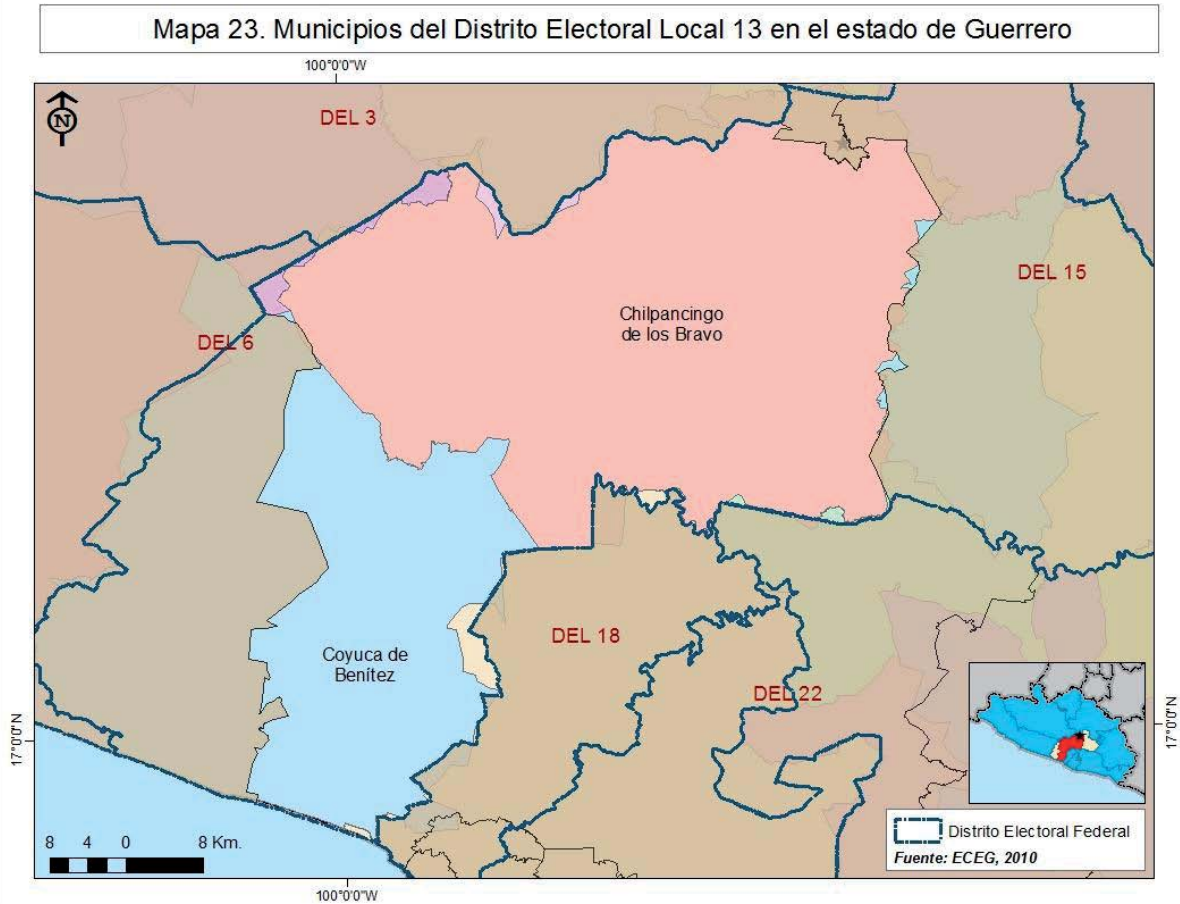 Mapa 23. Municipios del Distrito Electoral Local 13 en el estado de Guerrero
100°0'0"W
N
DEL 3
DEL 15
Chilpancingo
de los Bravo
DEL 6
DEL 18
Coyuca de
Benítez
DEL 22
17°0'0"N
17°0'0"N
8 4 0 8 Km.
Distrito Electoral Federal
Fuente: ECEG, 2010
100°0'0"W